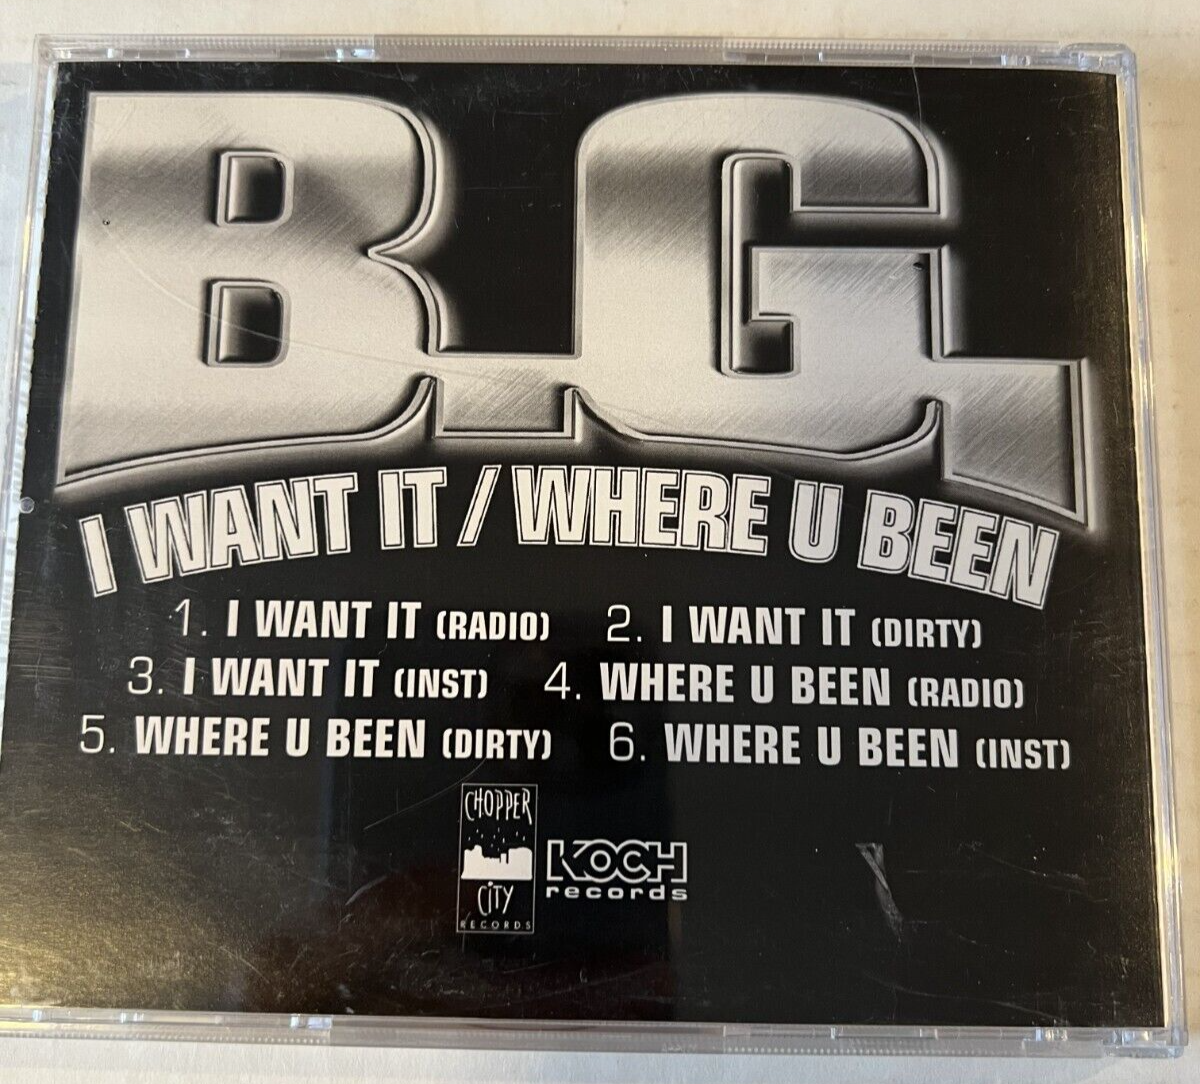 B.G.
I WANT IT / WHERE U BEEN
1. I WANT IT (RADIO) 2. I WANT IT (DIRTY)
3. I WANT IT (INST) 4. WHERE U BEEN (RADIO)
5. WHERE U BEEN (DIRTY) 6. WHERE U BEEN (INST)
CHOPPER
CITY
RECORDS
KOCH
records